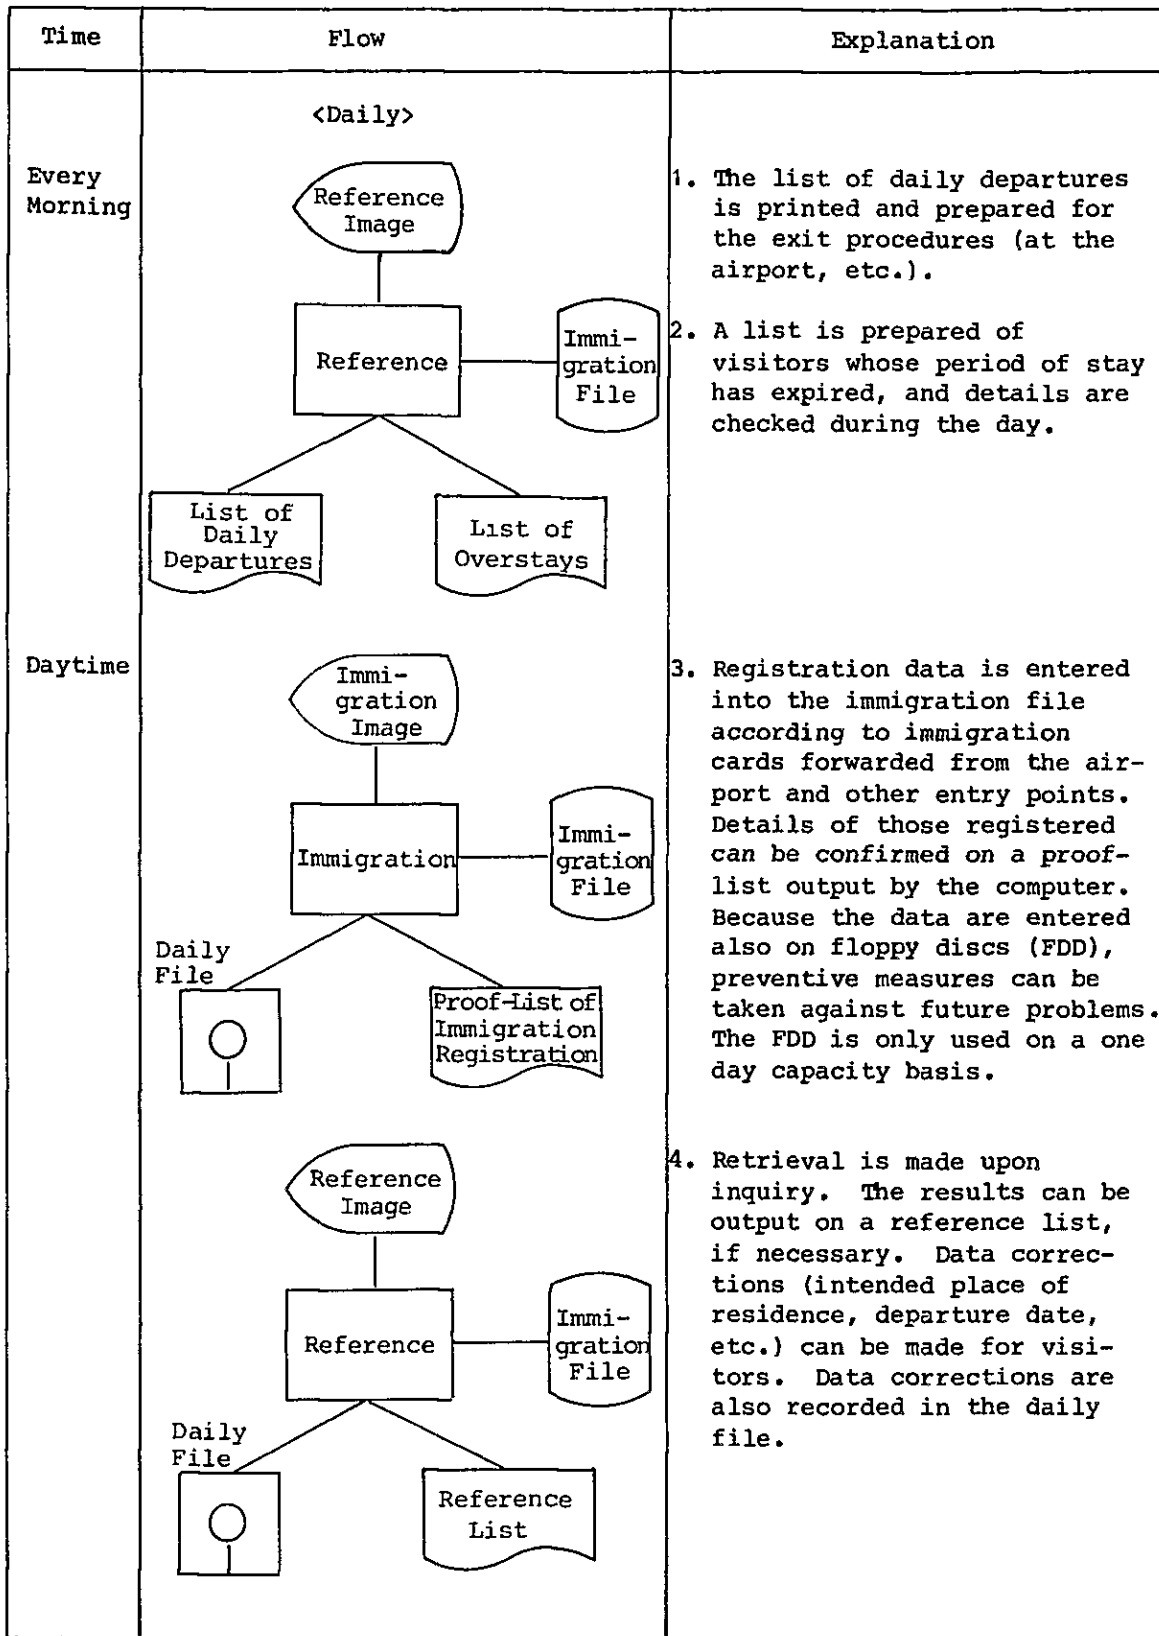 Time
Flow
Explanation
<Daily>
Every
Morning
Reference
Image
Reference
Immi-
gration
File
List of
Daily
Departures
List of
Overstays
1. The list of daily departures
is printed and prepared for
the exit procedures (at the
airport, etc.).
2. A list is prepared of
visitors whose period of stay
has expired, and details are
checked during the day.
Daytime
Immi-
gration
Image
Immigration
Immi-
gration
File
Daily
File
Proof-List of
Immigration
Registration
3. Registration data is entered
into the immigration file
according to immigration
cards forwarded from the air-
port and other entry points.
Details of those registered
can be confirmed on a proof-
list output by the computer.
Because the data are entered
also on floppy discs (FDD),
preventive measures can be
taken against future problems.
The FDD is only used on a one
day capacity basis.
Reference
Image
Reference
Immi-
gration
File
Daily
File
Reference
List
4. Retrieval is made upon
inquiry. The results can be
output on a reference list,
if necessary. Data correc-
tions (intended place of
residence, departure date,
etc.) can be made for visi-
tors. Data corrections are
also recorded in the daily
file.